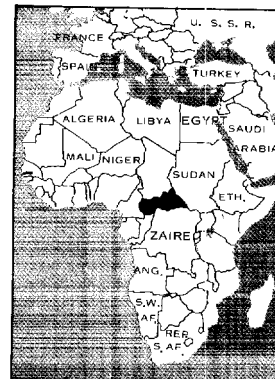 U. S. S. R.
FRANCE
SPAIN
TURKEY
ALGERIA
LIBYA
EGYPT
SAUDI
ARABIA
MALI
NIGER
SUDAN
ETH.
ZAIRE
ANG.
S.W.
AF.
REP.
S. AF.